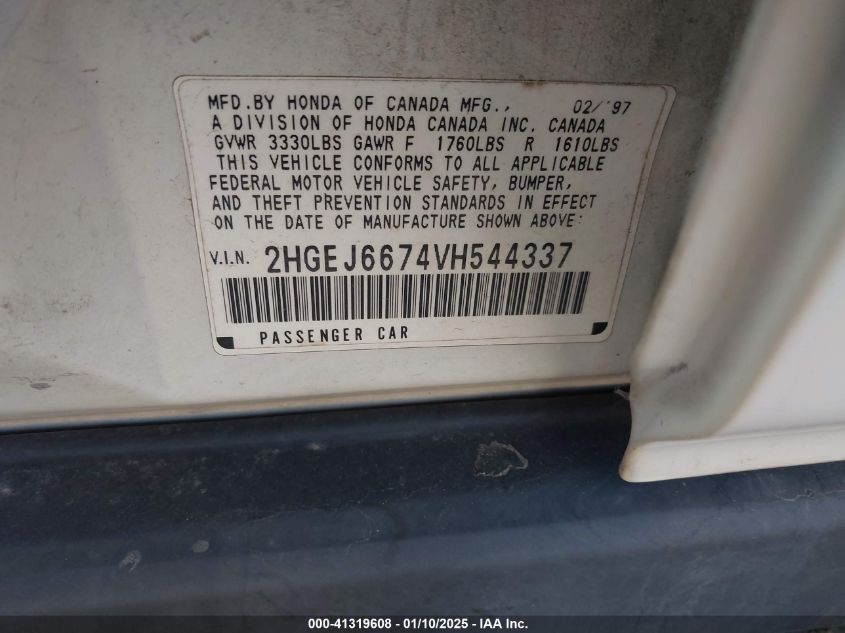 MFD.BY HONDA OF CANADA MFG., 02/'97
A DIVISION OF HONDA CANADA INC. CANADA
GVWR 3330LBS GAWR F 1760LBS R 1610LBS
THIS VEHICLE CONFORMS TO ALL APPLICABLE
FEDERAL MOTOR VEHICLE SAFETY, BUMPER,
AND THEFT PREVENTION STANDARDS IN EFFECT
ON THE DATE OF MANUFACTURE SHOWN ABOVE:
V.I.N. 2HGEJ6674VH544337
PASSENGER CAR
000-41319608 - 01/10/2025 - IAA Inc.